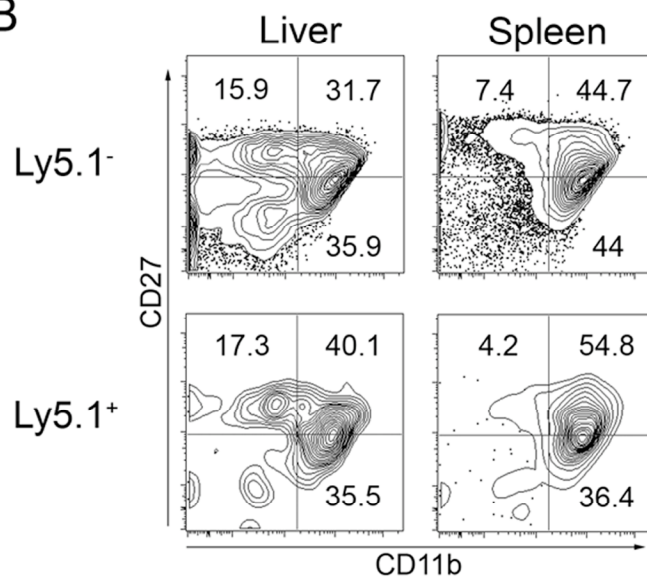 B
Liver Spleen
Ly5.1-
15.9 31.7 7.4 44.7
35.9 44
CD27
Ly5.1+
17.3 40.1 4.2 54.8
35.5 36.4
CD11b